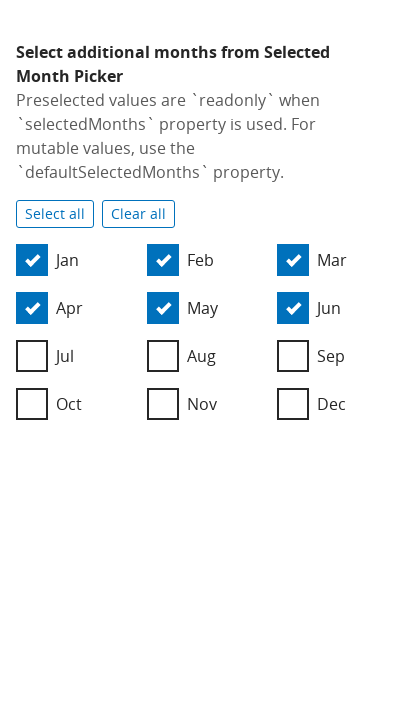 Select additional months from Selected
Month Picker
Preselected values are `readonly` when
`selectedMonths` property is used. For
mutable values, use the
`defaultSelectedMonths` property.
Select all Clear all
Jan Feb Mar
Apr May Jun
Jul Aug Sep
Oct Nov Dec